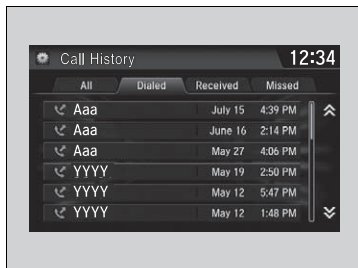 Call History 12:34
All Dialed Received Missed
Aaa July 15 4:39 PM
Aaa June 16 2:14 PM
Aaa May 27 4:06 PM
YYYY May 19 2:50 PM
YYYY May 12 5:47 PM
YYYY May 12 1:48 PM